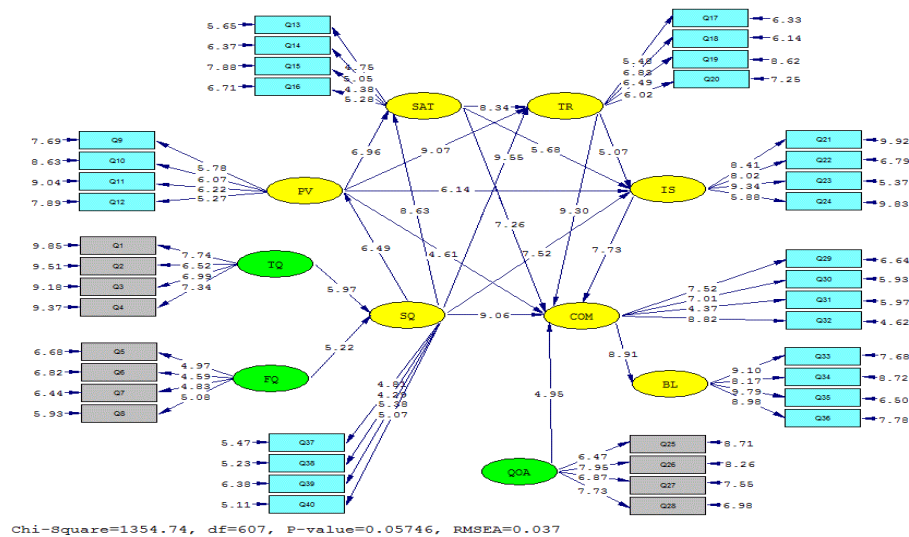 5.65 Q13
6.37 Q14
7.88 Q15
6.71 Q16
4.75
5.05
4.38
5.28
Q17 6.33
Q18 6.14
Q19 8.62
Q20 7.25
5.48
6.83
6.49
6.02
SAT 8.34 TR
7.69 Q9
8.63 Q10
9.04 Q11
7.89 Q12
5.78
6.07
6.22
5.27
PV
6.96
9.07
9.55
5.68
5.07
6.14
IS
8.41
8.02
9.34
5.88
Q21 9.92
Q22 6.79
Q23 5.37
Q24 9.83
8.63
7.26
9.30
6.49
4.61
7.52
7.73
9.85 Q1
9.51 Q2
9.18 Q3
9.37 Q4
7.74
6.52
6.99
7.34
TQ
5.97
SQ 9.06 COM
7.52
7.01
4.37
8.82
Q29 6.64
Q30 5.93
Q31 5.97
Q32 4.62
6.68 Q5
6.82 Q6
6.44 Q7
5.93 Q8
4.97
4.59
4.83
5.08
FQ
5.22
8.91
BL
9.10
8.17
9.79
8.98
Q33 7.68
Q34 8.72
Q35 6.50
Q36 7.78
4.81
4.29
5.38
5.07
4.95
5.47 Q37
5.23 Q38
6.38 Q39
5.11 Q40
QOA
6.47
7.95
6.87
7.73
Q25 8.71
Q26 8.26
Q27 7.55
Q28 6.98
Chi-Square=1354.74, df=607, P-value=0.05746, RMSEA=0.037